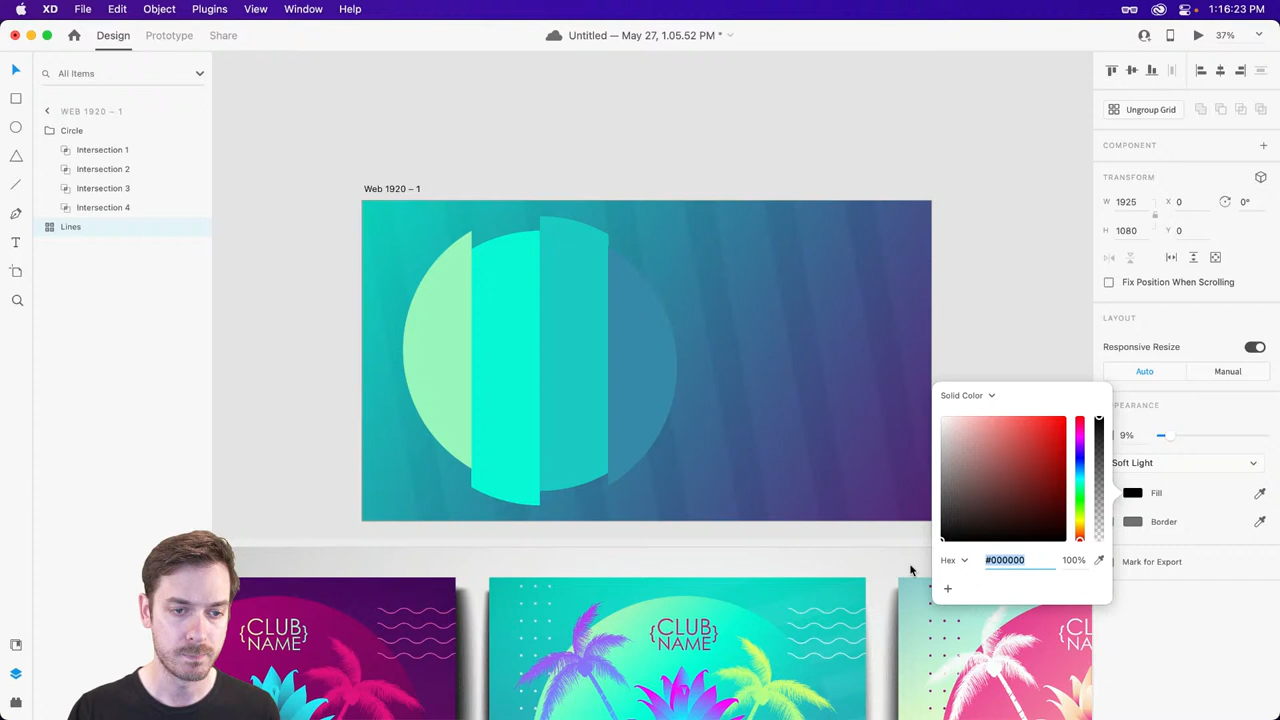 XD File Edit Object Plugins View Window Help 1:16:23 PM
Design Prototype Share Untitled — May 27, 1.05.52 PM * 37%
All Items
WEB 1920 – 1
Circle
Intersection 1
Intersection 2
Intersection 3
Intersection 4
Lines
T
Web 1920 – 1
{CLUB NAME}
{CLUB NAME}
{CL
NA
Ungroup Grid
COMPONENT
TRANSFORM
W 1925 X 0 0°
H 1080 Y 0
Fix Position When Scrolling
LAYOUT
Responsive Resize
Auto Manual
PPEARANCE
9%
Soft Light
Fill
Border
Mark for Export
Solid Color
Hex #000000 100%